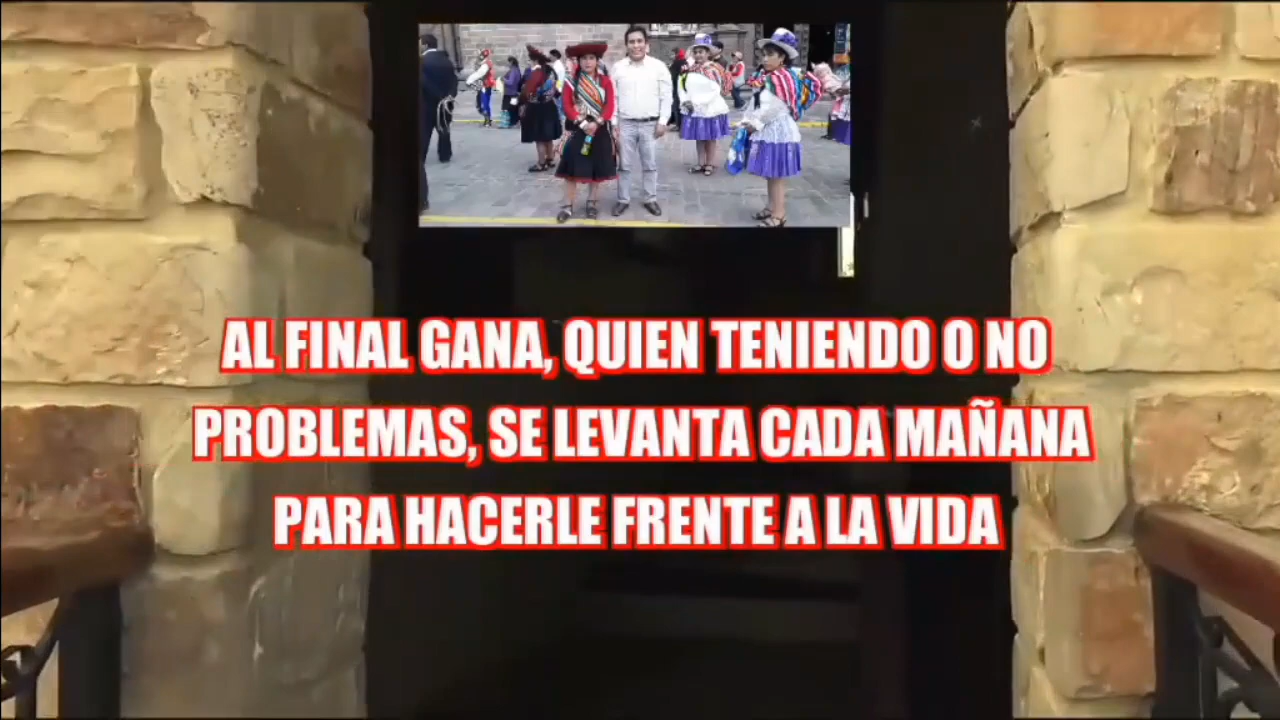 AL FINAL GANA, QUIEN TENIENDO O NO
PROBLEMAS, SE LEVANTA CADA MAÑANA
PARA HACERLE FRENTE A LA VIDA